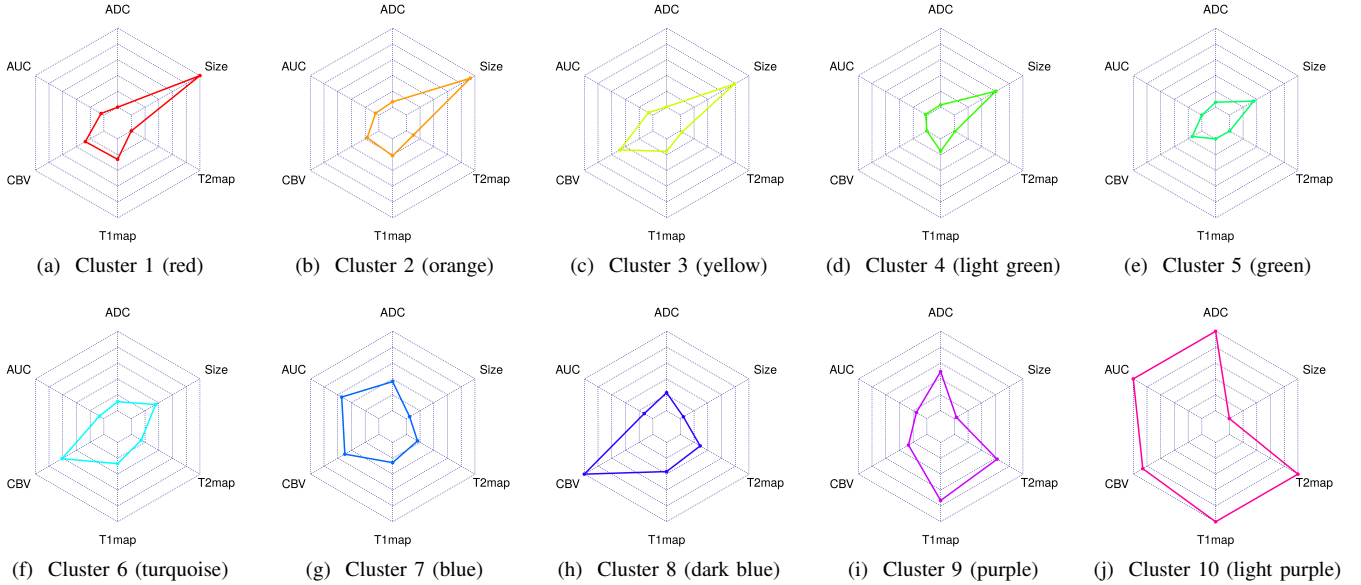 ADC
Size
T2map
T1map
CBV
AUC
(a) Cluster 1 (red)
ADC
Size
T2map
T1map
CBV
AUC
(b) Cluster 2 (orange)
ADC
Size
T2map
T1map
CBV
AUC
(c) Cluster 3 (yellow)
ADC
Size
T2map
T1map
CBV
AUC
(d) Cluster 4 (light green)
ADC
Size
T2map
T1map
CBV
AUC
(e) Cluster 5 (green)
ADC
Size
T2map
T1map
CBV
AUC
(f) Cluster 6 (turquoise)
ADC
Size
T2map
T1map
CBV
AUC
(g) Cluster 7 (blue)
ADC
Size
T2map
T1map
CBV
AUC
(h) Cluster 8 (dark blue)
ADC
Size
T2map
T1map
CBV
AUC
(i) Cluster 9 (purple)
ADC
Size
T2map
T1map
CBV
AUC
(j) Cluster 10 (light purple)